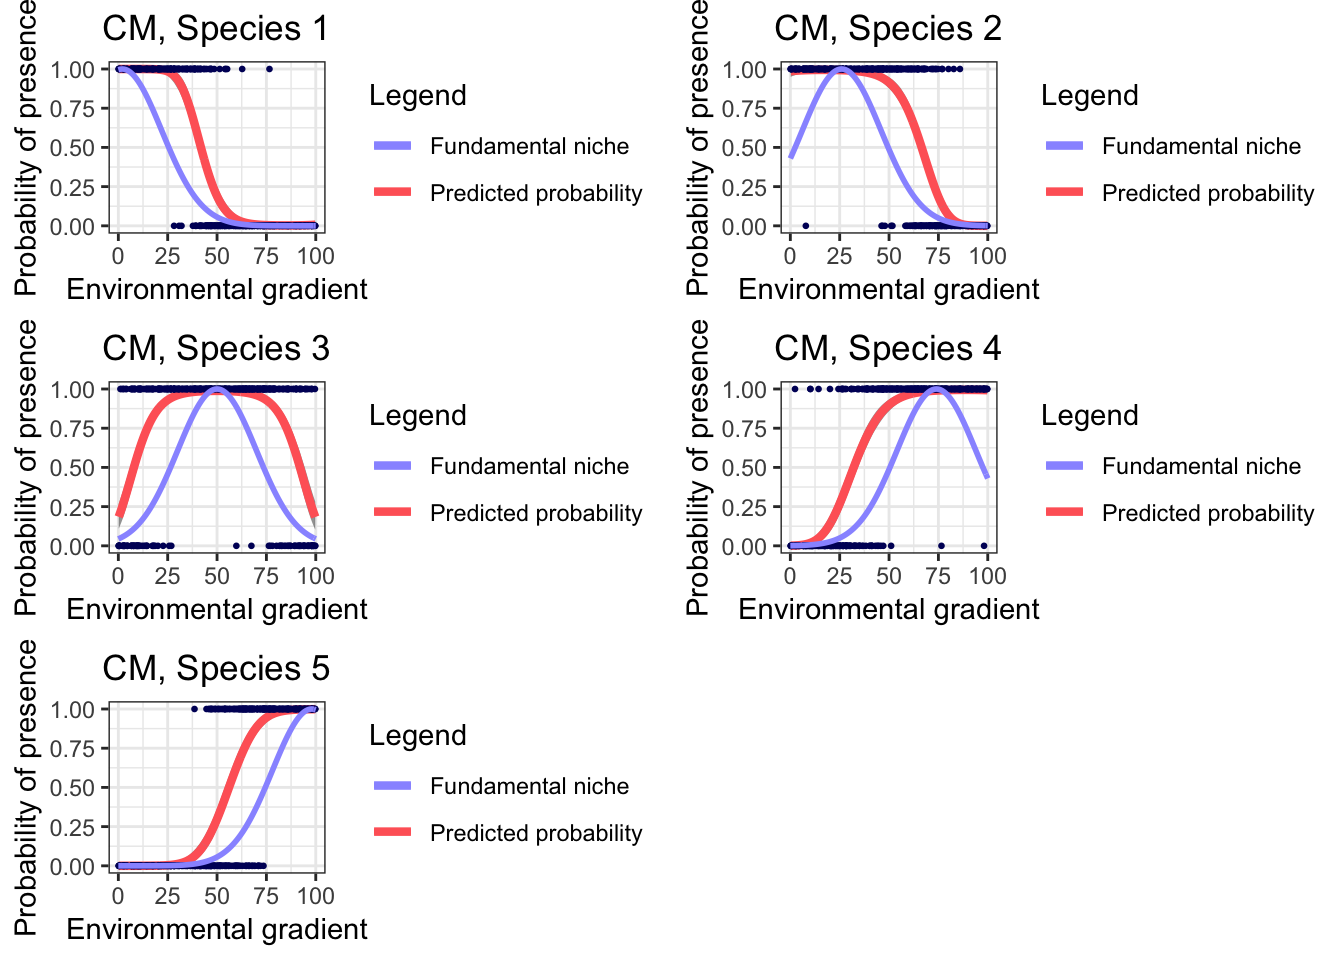 CM, Species 1
Probability of presence
1.00
0.75
0.50
0.25
0.00
0 25 50 75 100
Environmental gradient
Legend
Fundamental niche
Predicted probability
CM, Species 2
Probability of presence
1.00
0.75
0.50
0.25
0.00
0 25 50 75 100
Environmental gradient
Legend
Fundamental niche
Predicted probability
CM, Species 3
Probability of presence
1.00
0.75
0.50
0.25
0.00
0 25 50 75 100
Environmental gradient
Legend
Fundamental niche
Predicted probability
CM, Species 4
Probability of presence
1.00
0.75
0.50
0.25
0.00
0 25 50 75 100
Environmental gradient
Legend
Fundamental niche
Predicted probability
CM, Species 5
Probability of presence
1.00
0.75
0.50
0.25
0.00
0 25 50 75 100
Environmental gradient
Legend
Fundamental niche
Predicted probability